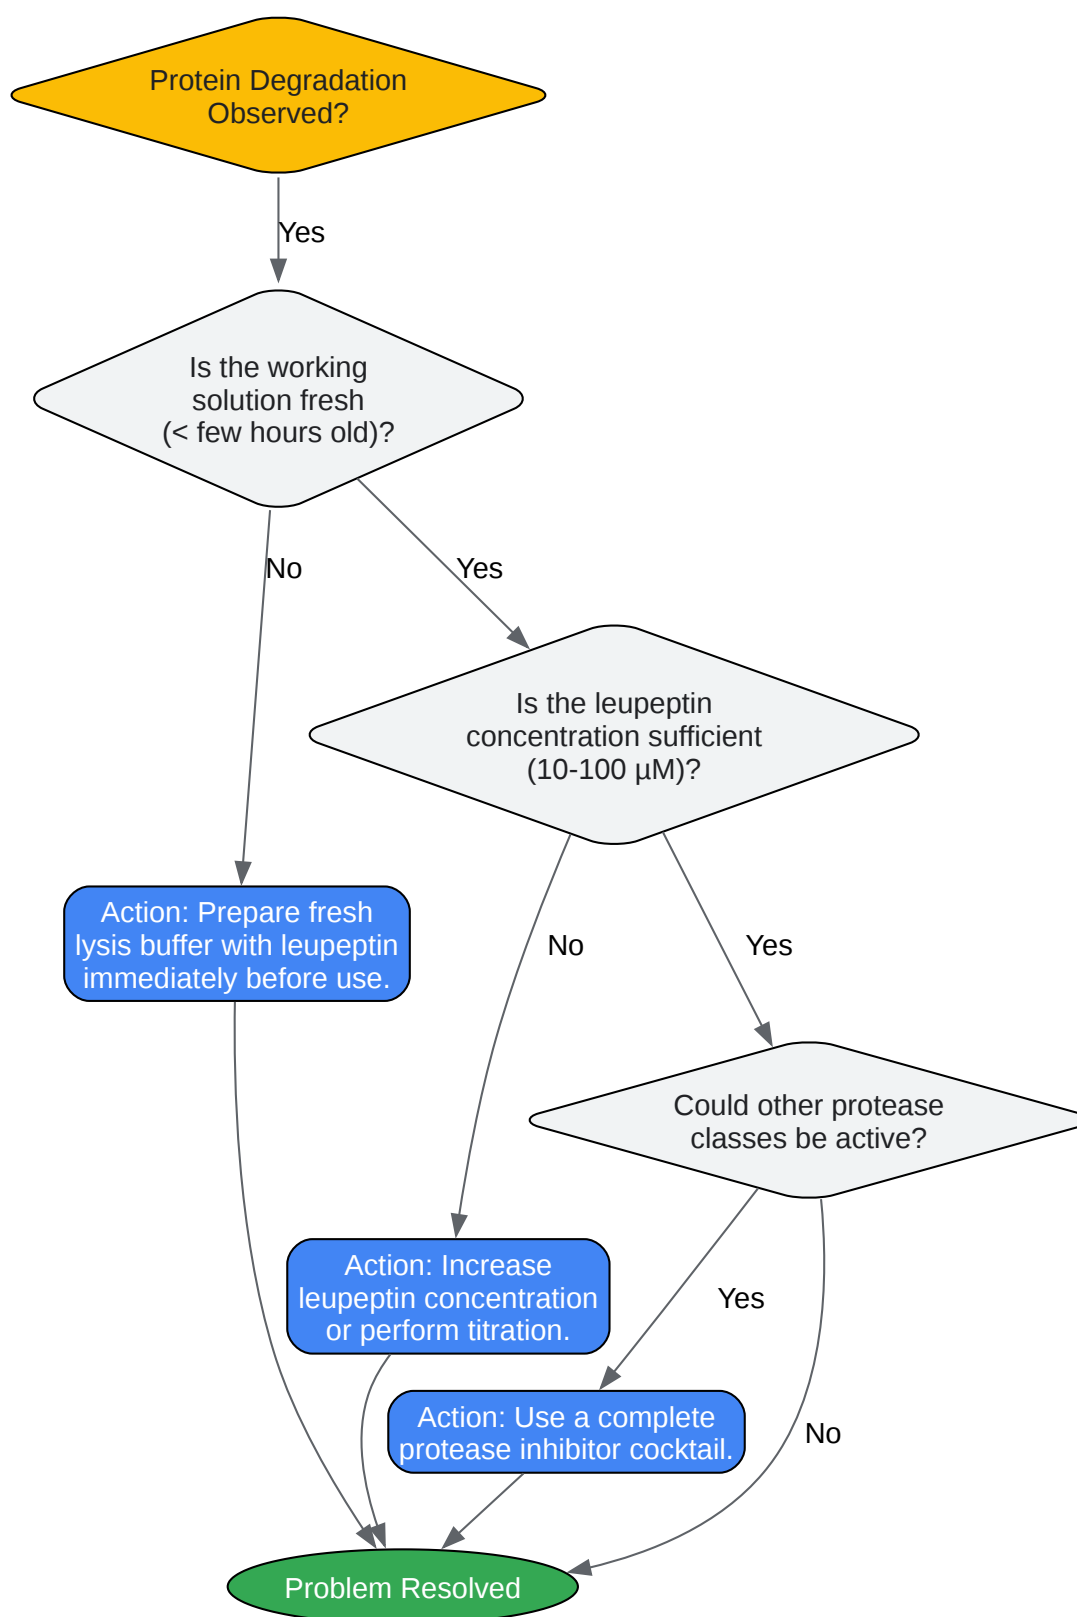 Protein Degradation
Observed?
Yes
Is the working
solution fresh
(< few hours old)?
No
Yes
Is the leupeptin
concentration sufficient
(10-100 µM)?
Action: Prepare fresh
lysis buffer with leupeptin
immediately before use.
No
Yes
Could other protease
classes be active?
Action: Increase
leupeptin concentration
or perform titration.
Yes
Action: Use a complete
protease inhibitor cocktail.
No
Problem Resolved